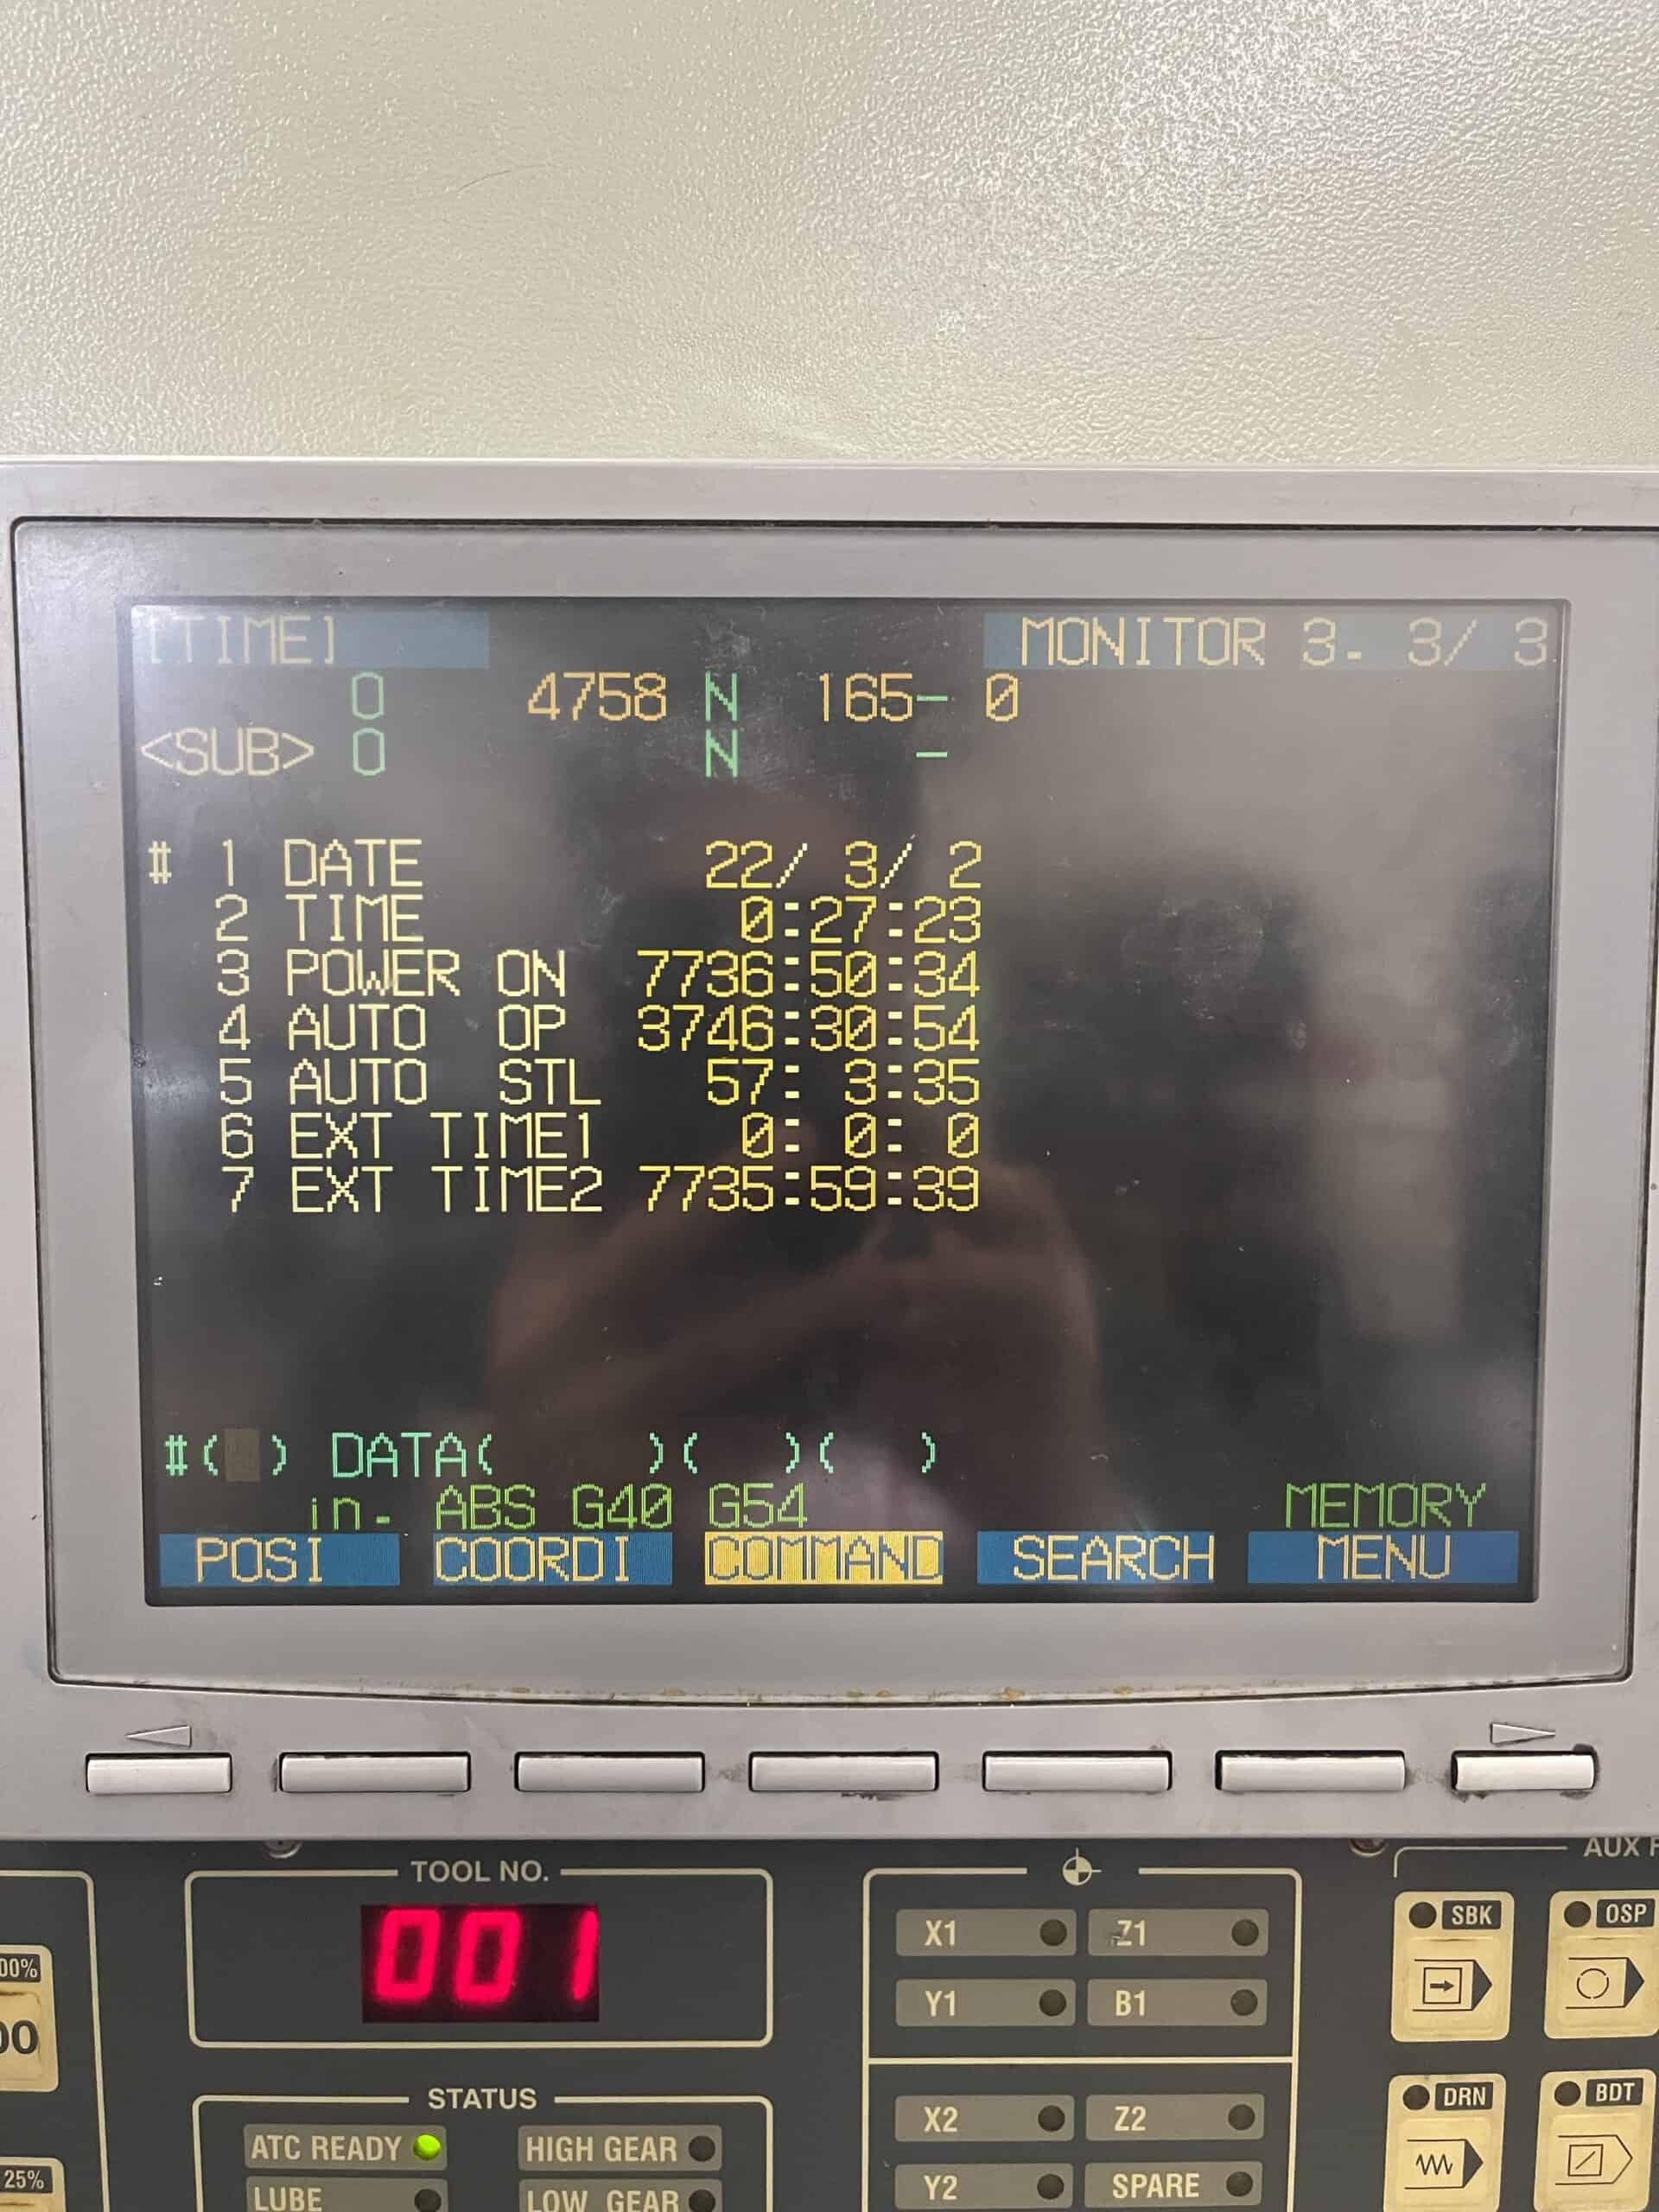 [TIME] MONITOR 3. 3/ 3
O 4758 N 165- 0
<SUB> O N -
# 1 DATE 22/ 3/ 2
2 TIME 0:27:23
3 POWER ON 7736:50:34
4 AUTO OP 3746:30:54
5 AUTO STL 57: 3:35
6 EXT TIME1 0: 0: 0
7 EXT TIME2 7735:59:39
#( ) DATA( )( )( )
in. ABS G40 G54 MEMORY
POSI COORDI COMMAND SEARCH MENU
TOOL NO.
001
STATUS
ATC READY HIGH GEAR
LUBE LOW GEAR
X1 Z1
Y1 B1
X2 Z2
Y2 SPARE
AUX
SBK OSP
DRN BDT
00%
00
25%